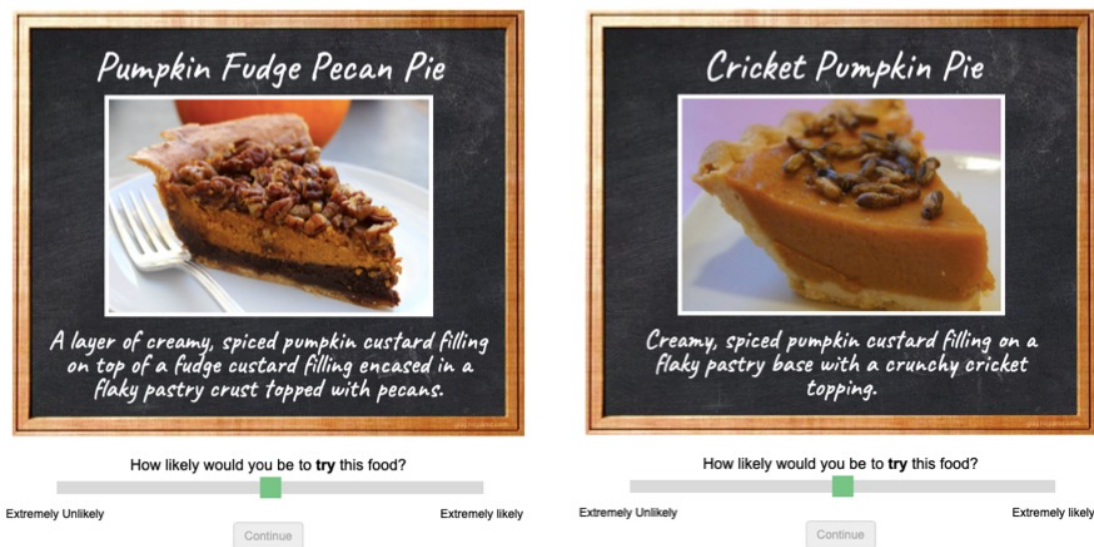 Pumpkin Fudge Pecan Pie
A layer of creamy, spiced pumpkin custard filling
on top of a fudge custard filling encased in a
flaky pastry crust topped with pecans.
How likely would you be to try this food?
Extremely Unlikely
Extremely likely
Continue
Cricket Pumpkin Pie
Creamy, spiced pumpkin custard filling on a
flaky pastry base with a crunchy cricket
topping.
How likely would you be to try this food?
Extremely Unlikely
Extremely likely
Continue